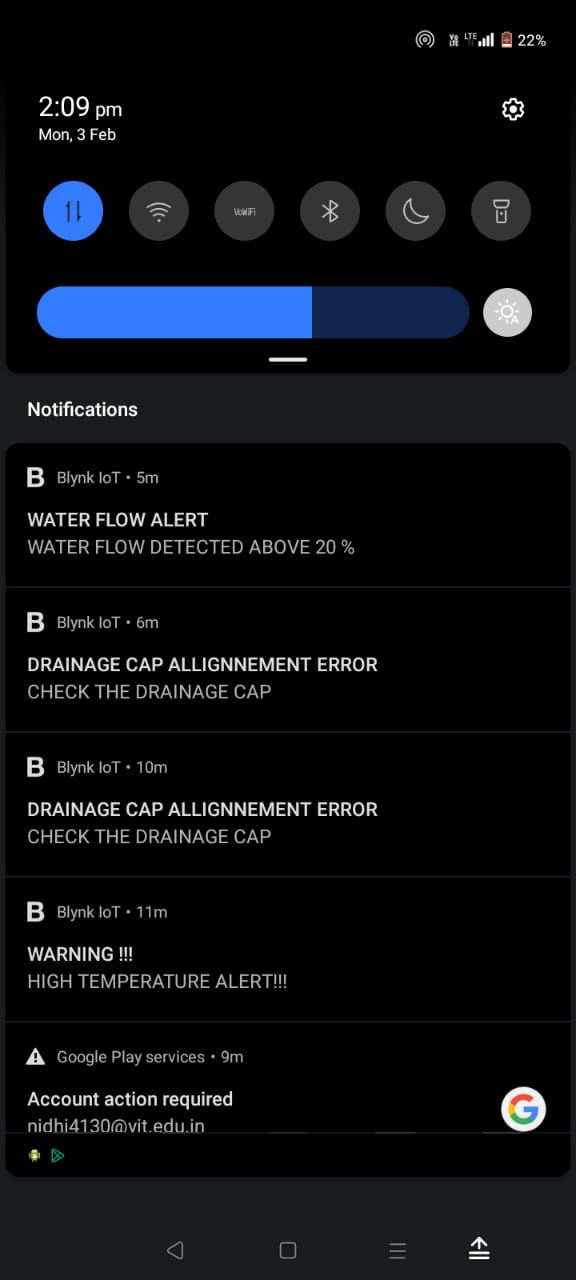 Vo LTE LTE 22%
2:09 pm
Mon, 3 Feb
VoWiFi
A
Notifications
B Blynk IoT • 5m
WATER FLOW ALERT
WATER FLOW DETECTED ABOVE 20 %
B Blynk IoT • 6m
DRAINAGE CAP ALLIGNNEMENT ERROR
CHECK THE DRAINAGE CAP
B Blynk IoT • 10m
DRAINAGE CAP ALLIGNNEMENT ERROR
CHECK THE DRAINAGE CAP
B Blynk IoT • 11m
WARNING !!!
HIGH TEMPERATURE ALERT!!!
Google Play services • 9m
Account action required
nidhi4130@vit.edu.in
G